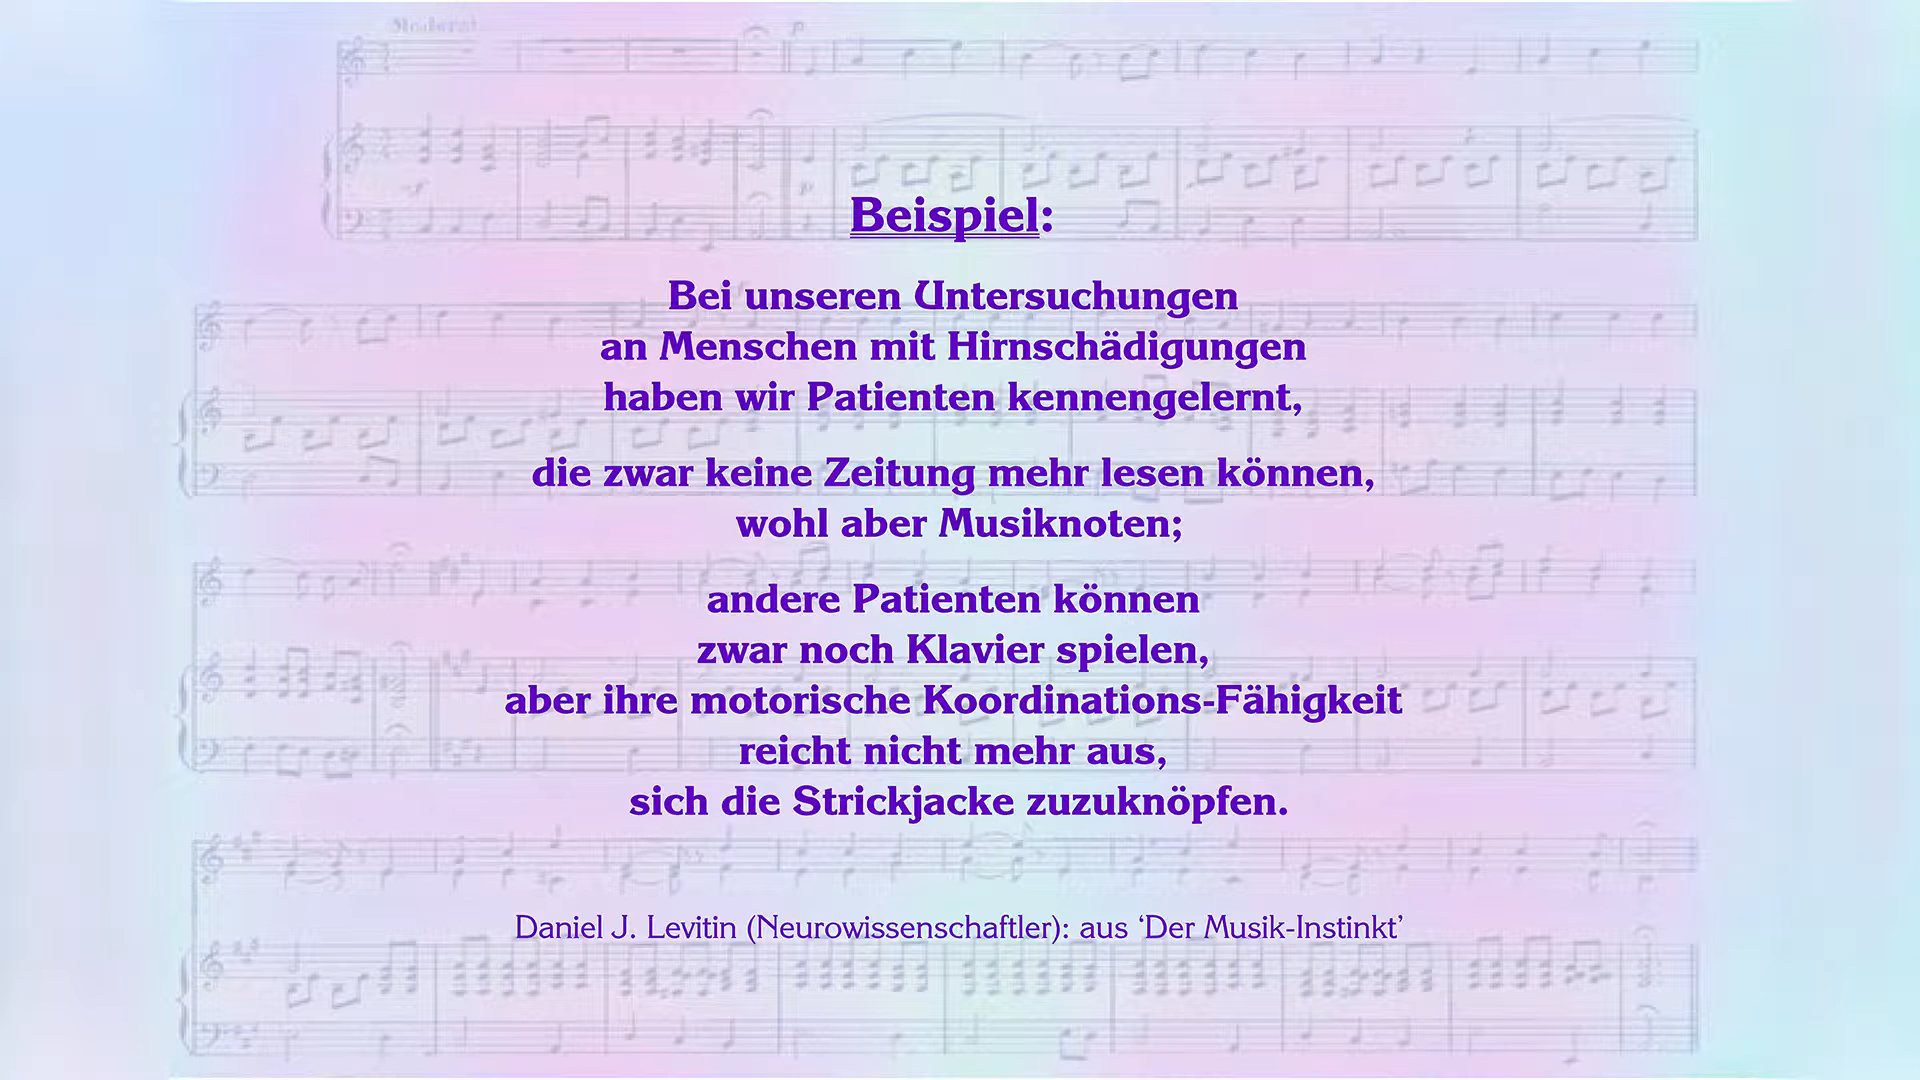 Moderat
Beispiel:
Bei unseren Untersuchungen
an Menschen mit Hirnschädigungen
haben wir Patienten kennengelernt,
die zwar keine Zeitung mehr lesen können,
wohl aber Musiknoten;
andere Patienten können
zwar noch Klavier spielen,
aber ihre motorische Koordinations-Fähigkeit
reicht nicht mehr aus,
sich die Strickjacke zuzuknöpfen.
Daniel J. Levitin (Neurowissenschaftler): aus ‘Der Musik-Instinkt’